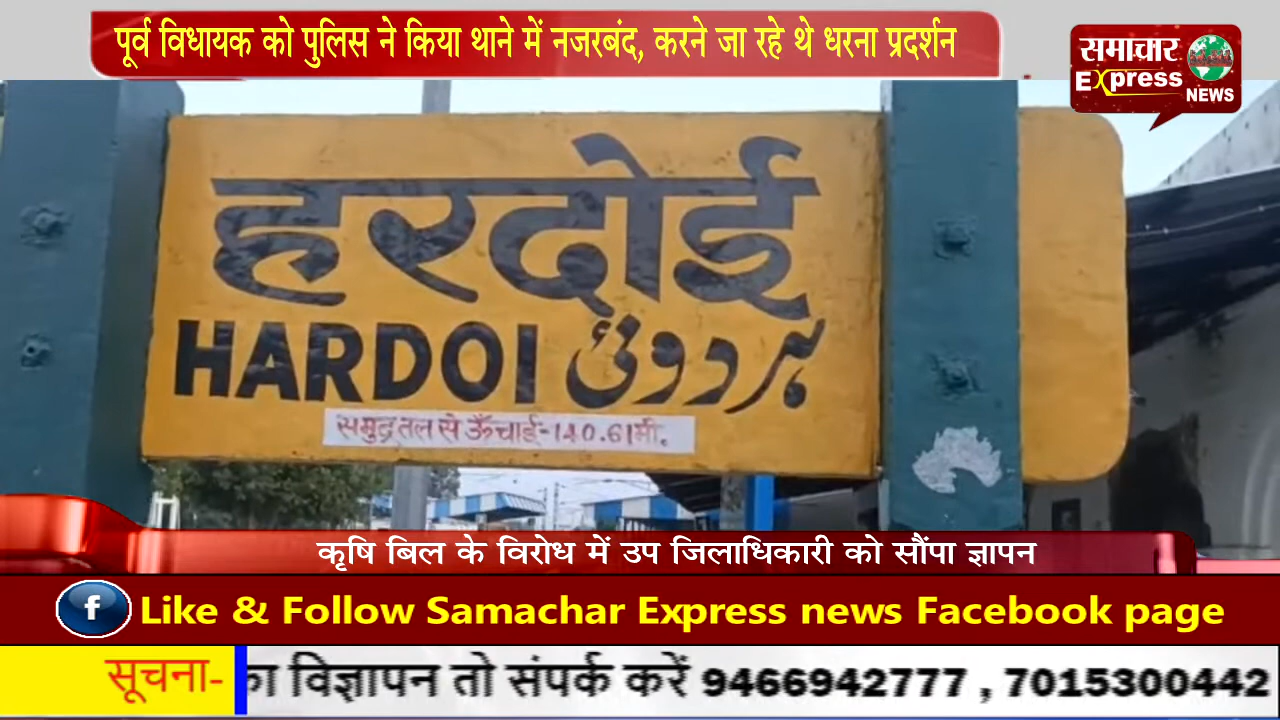 पूर्व विधायक को पुलिस ने किया थाने में नजरबंद, करने जा रहे थे धरना प्रदर्शन
समाचार
Express
NEWS
हरदोई
HARDOI ہردوئی
समुद्र तल से ऊँचाई-140.61मी.
कृषि बिल के विरोध में उप जिलाधिकारी को सौंपा ज्ञापन
f Like & Follow Samachar Express news Facebook page
सूचना- का विज्ञापन तो संपर्क करें 9466942777 , 7015300442